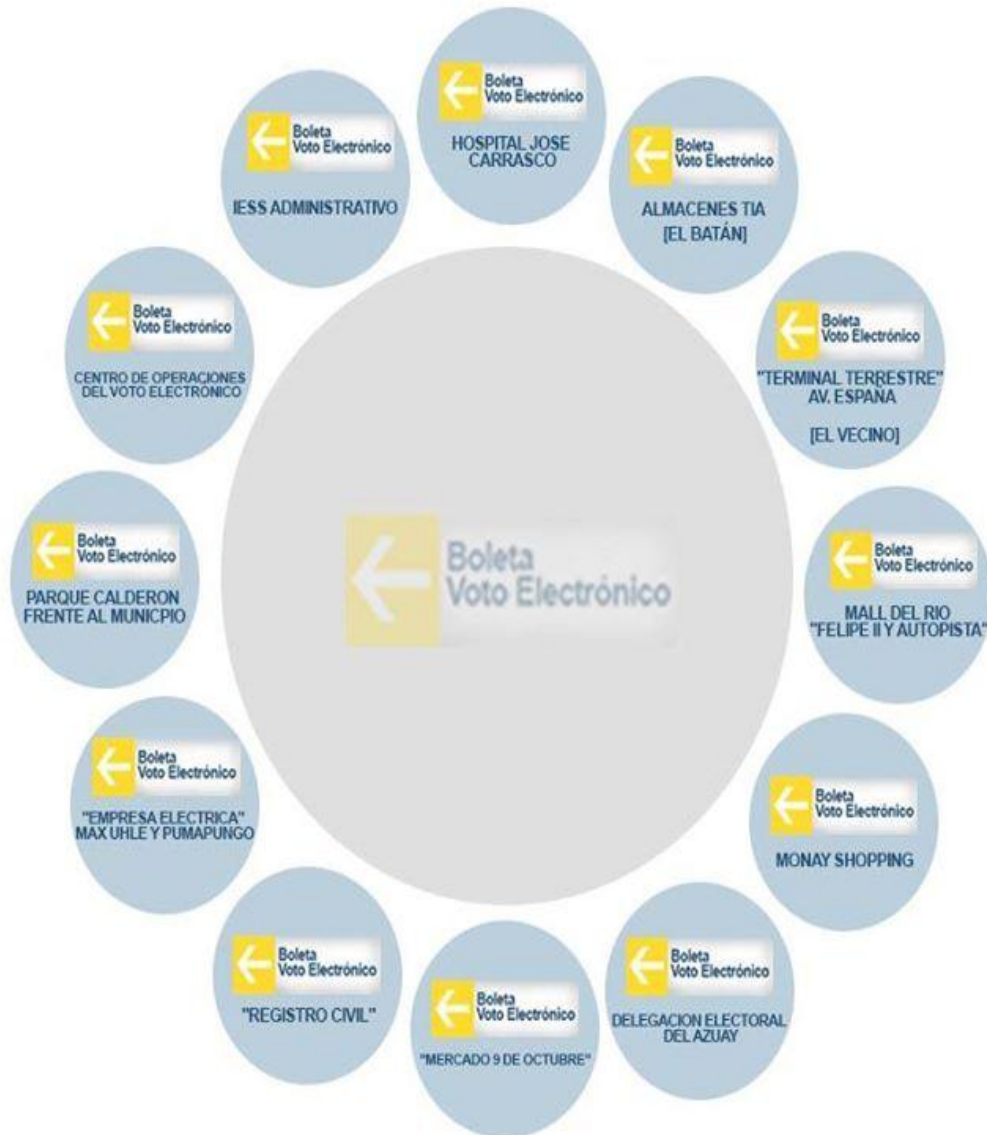 Boleta
Voto Electrónico
HOSPITAL JOSE
CARRASCO
Boleta
Voto Electrónico
ALMACENES TIA
[EL BATÁN]
Boleta
Voto Electrónico
"TERMINAL TERRESTRE"
AV. ESPAÑA
[EL VECINO]
Boleta
Voto Electrónico
MALL DEL RIO
"FELIPE II Y AUTOPISTA"
Boleta
Voto Electrónico
MONAY SHOPPING
Boleta
Voto Electrónico
DELEGACION ELECTORAL
DEL AZUAY
Boleta
Voto Electrónico
"MERCADO 9 DE OCTUBRE"
Boleta
Voto Electrónico
"REGISTRO CIVIL"
Boleta
Voto Electrónico
"EMPRESA ELECTRICA"
MAX UHLE Y PUMAPUNGO
Boleta
Voto Electrónico
PARQUE CALDERON
FRENTE AL MUNICPIO
Boleta
Voto Electrónico
CENTRO DE OPERACIONES
DEL VOTO ELECTRONICO
Boleta
Voto Electrónico
IESS ADMINISTRATIVO
Boleta
Voto Electrónico